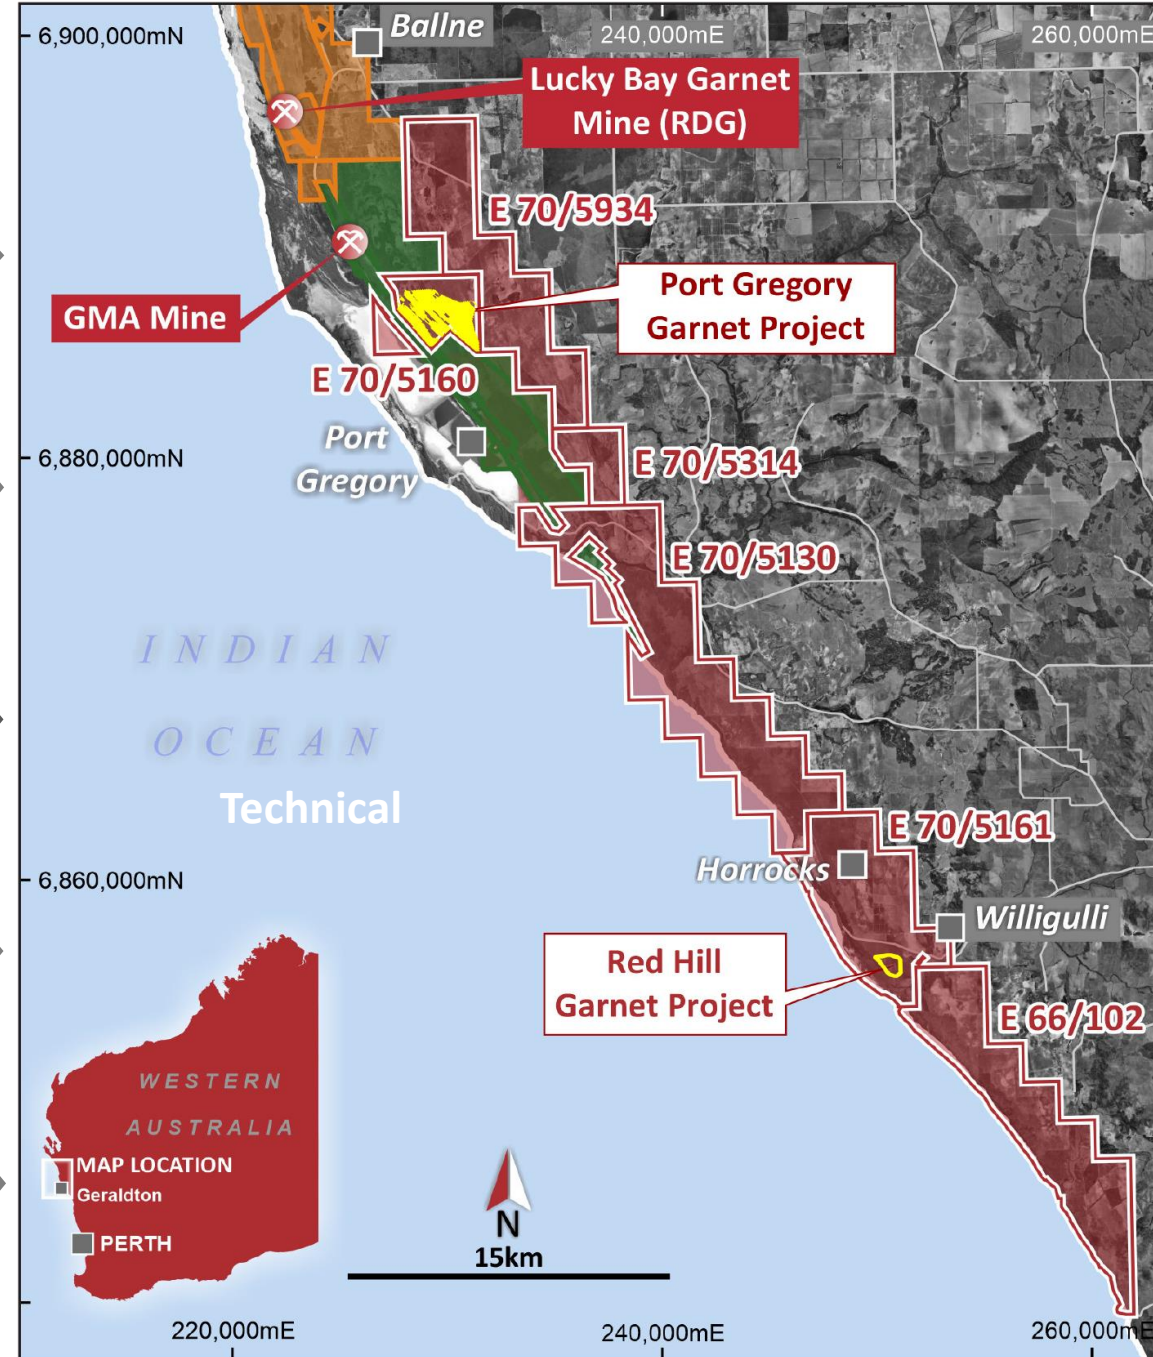 6,900,000mN
Ballne
240,000mE
260,000mE
Lucky Bay Garnet
Mine (RDG)
E 70/5934
Port Gregory
Garnet Project
GMA Mine
E 70/5160
Port
Gregory
6,880,000mN
E 70/5314
E 70/5130
INDIAN
OCEAN
Technical
E 70/5161
Horrocks
6,860,000mN
Willigulli
Red Hill
Garnet Project
E 66/102
WESTERN
AUSTRALIA
MAP LOCATION
Geraldton
PERTH
N
15km
220,000mE
240,000mE
260,000mE